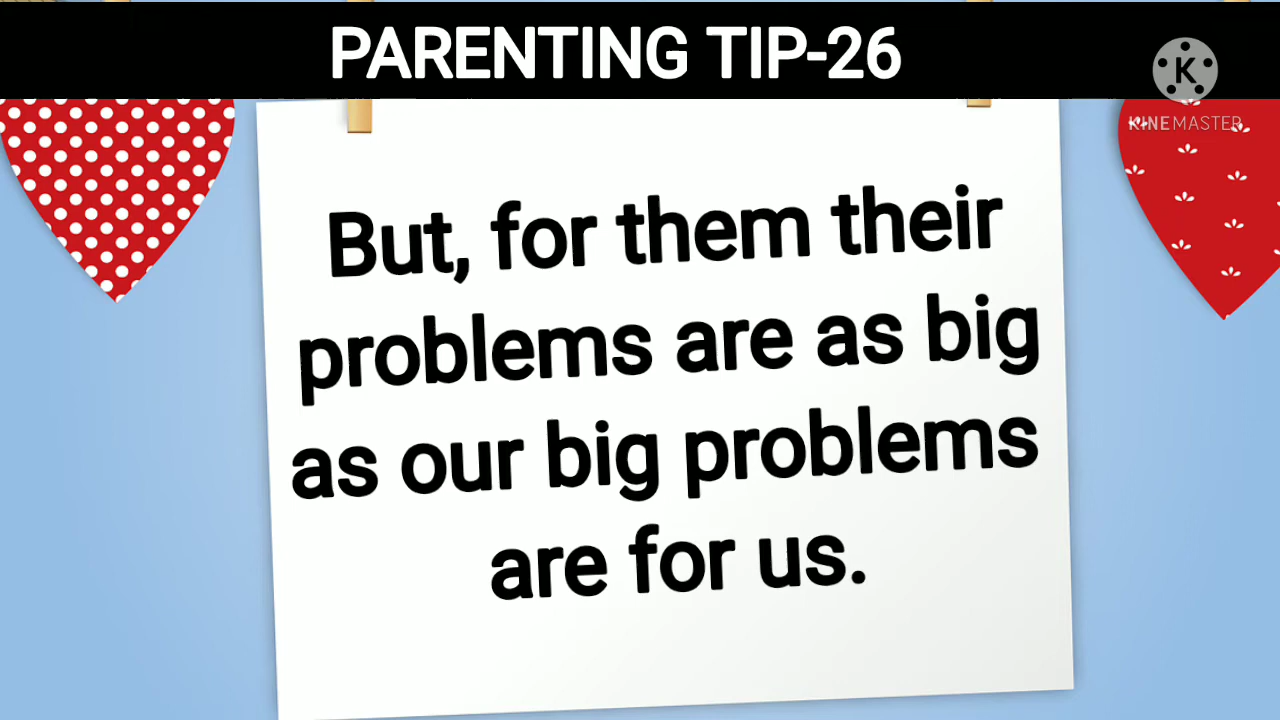 PARENTING TIP-26
K
KINEMASTER
But, for them their
problems are as big
as our big problems
are for us.